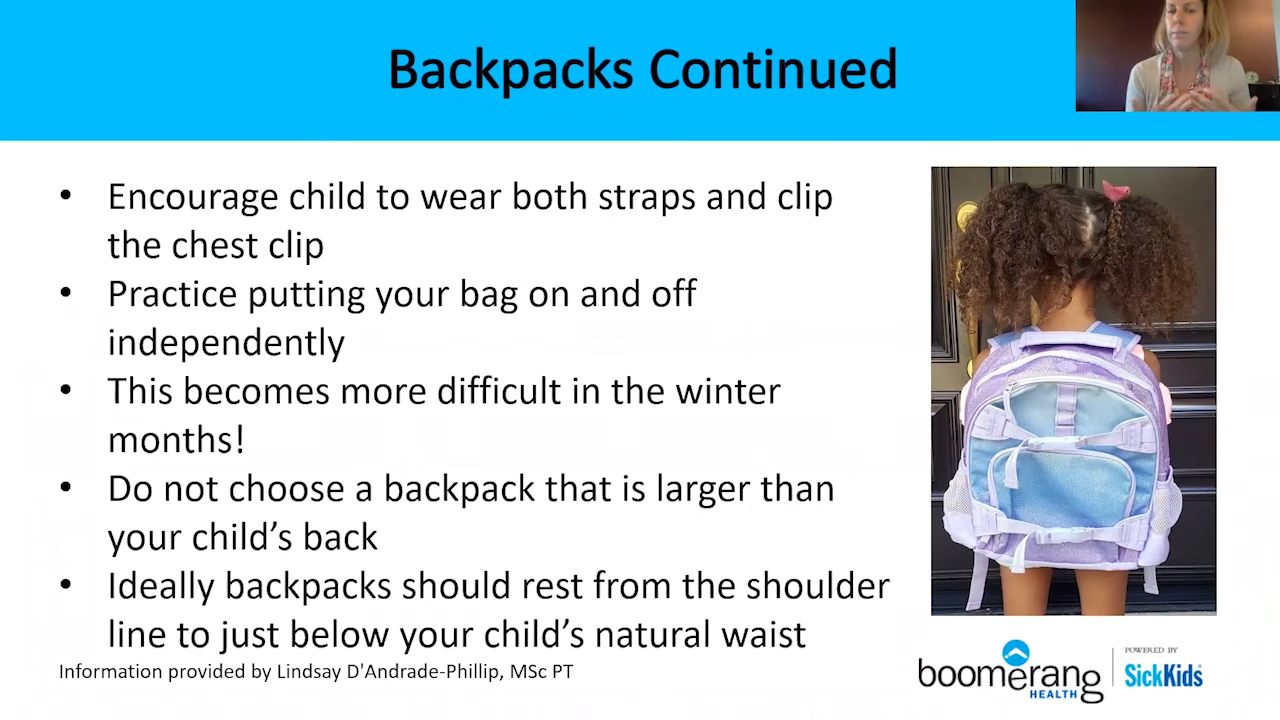 Backpacks Continued
• Encourage child to wear both straps and clip
the chest clip
• Practice putting your bag on and off
independently
• This becomes more difficult in the winter
months!
• Do not choose a backpack that is larger than
your child's back
• Ideally backpacks should rest from the shoulder
line to just below your child's natural waist
Information provided by Lindsay D'Andrade-Phillip, MSc PT
boomerang
HEALTH
POWERED BY
SickKids